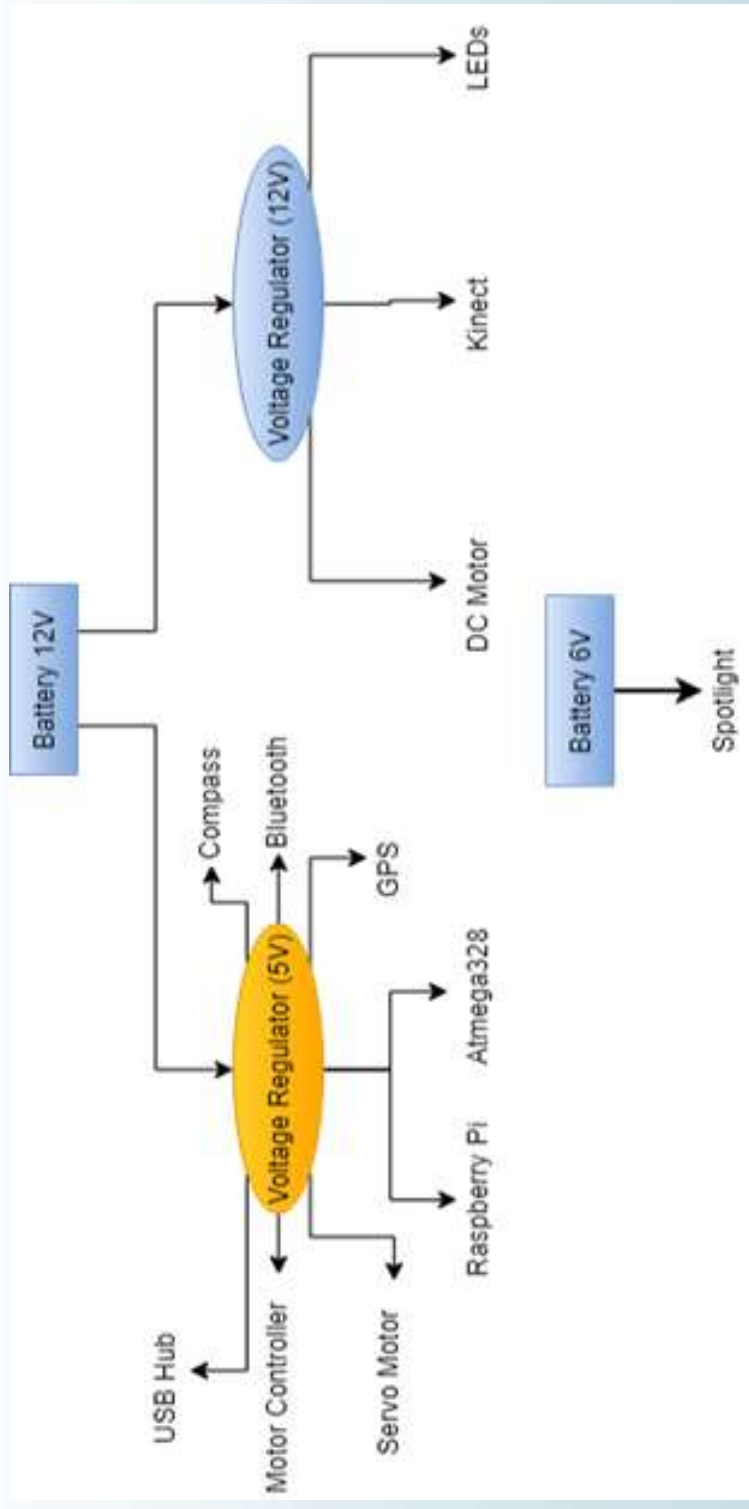 Battery 12V
Compass
USB Hub
Bluetooth
Voltage Regulator (5V)
Voltage Regulator (12V)
Motor Controller
GPS
Servo Motor
Raspberry Pi
Atmega328
DC Motor
Kinect
LEDs
Battery 6V
Spotlight